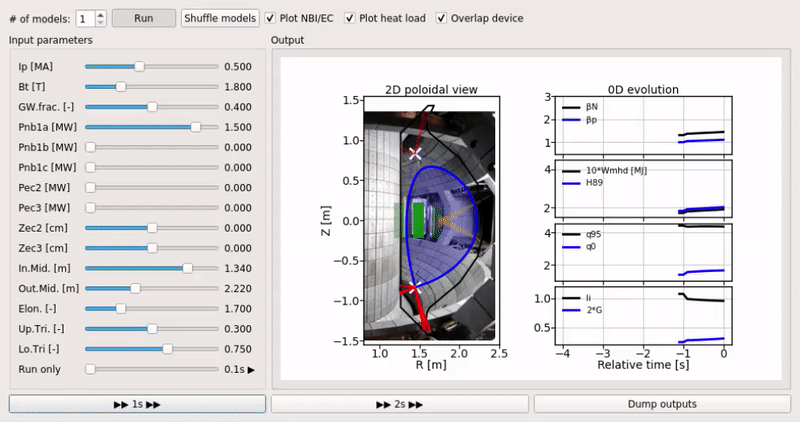 # of models: 1 Run Shuffle models Plot NBI/EC Plot heat load Overlap device
Input parameters
Ip [MA] 0.500
Bt [T] 1.800
GW.frac. [-] 0.400
Pnb1a [MW] 1.500
Pnb1b [MW] 0.000
Pnb1c [MW] 0.000
Pec2 [MW] 0.000
Pec3 [MW] 0.000
Zec2 [cm] 0.000
Zec3 [cm] 0.000
In.Mid. [m] 1.340
Out.Mid. [m] 2.220
Elon. [-] 1.700
Up.Tri. [-] 0.300
Lo.Tri [-] 0.750
Run only 0.1s ▶
▶▶ 1s ▶▶
Output
2D poloidal view
Z [m]
1.5
1.0
0.5
0.0
−0.5
−1.0
−1.5
1.0 1.5 2.0 2.5
R [m]
0D evolution
3
2
1
βN
βp
4
2
10*Wmhd [MJ]
H89
4
2
q95
q0
1.0
0.5
li
2*G
−4 −3 −2 −1 0
Relative time [s]
▶▶ 2s ▶▶
Dump outputs